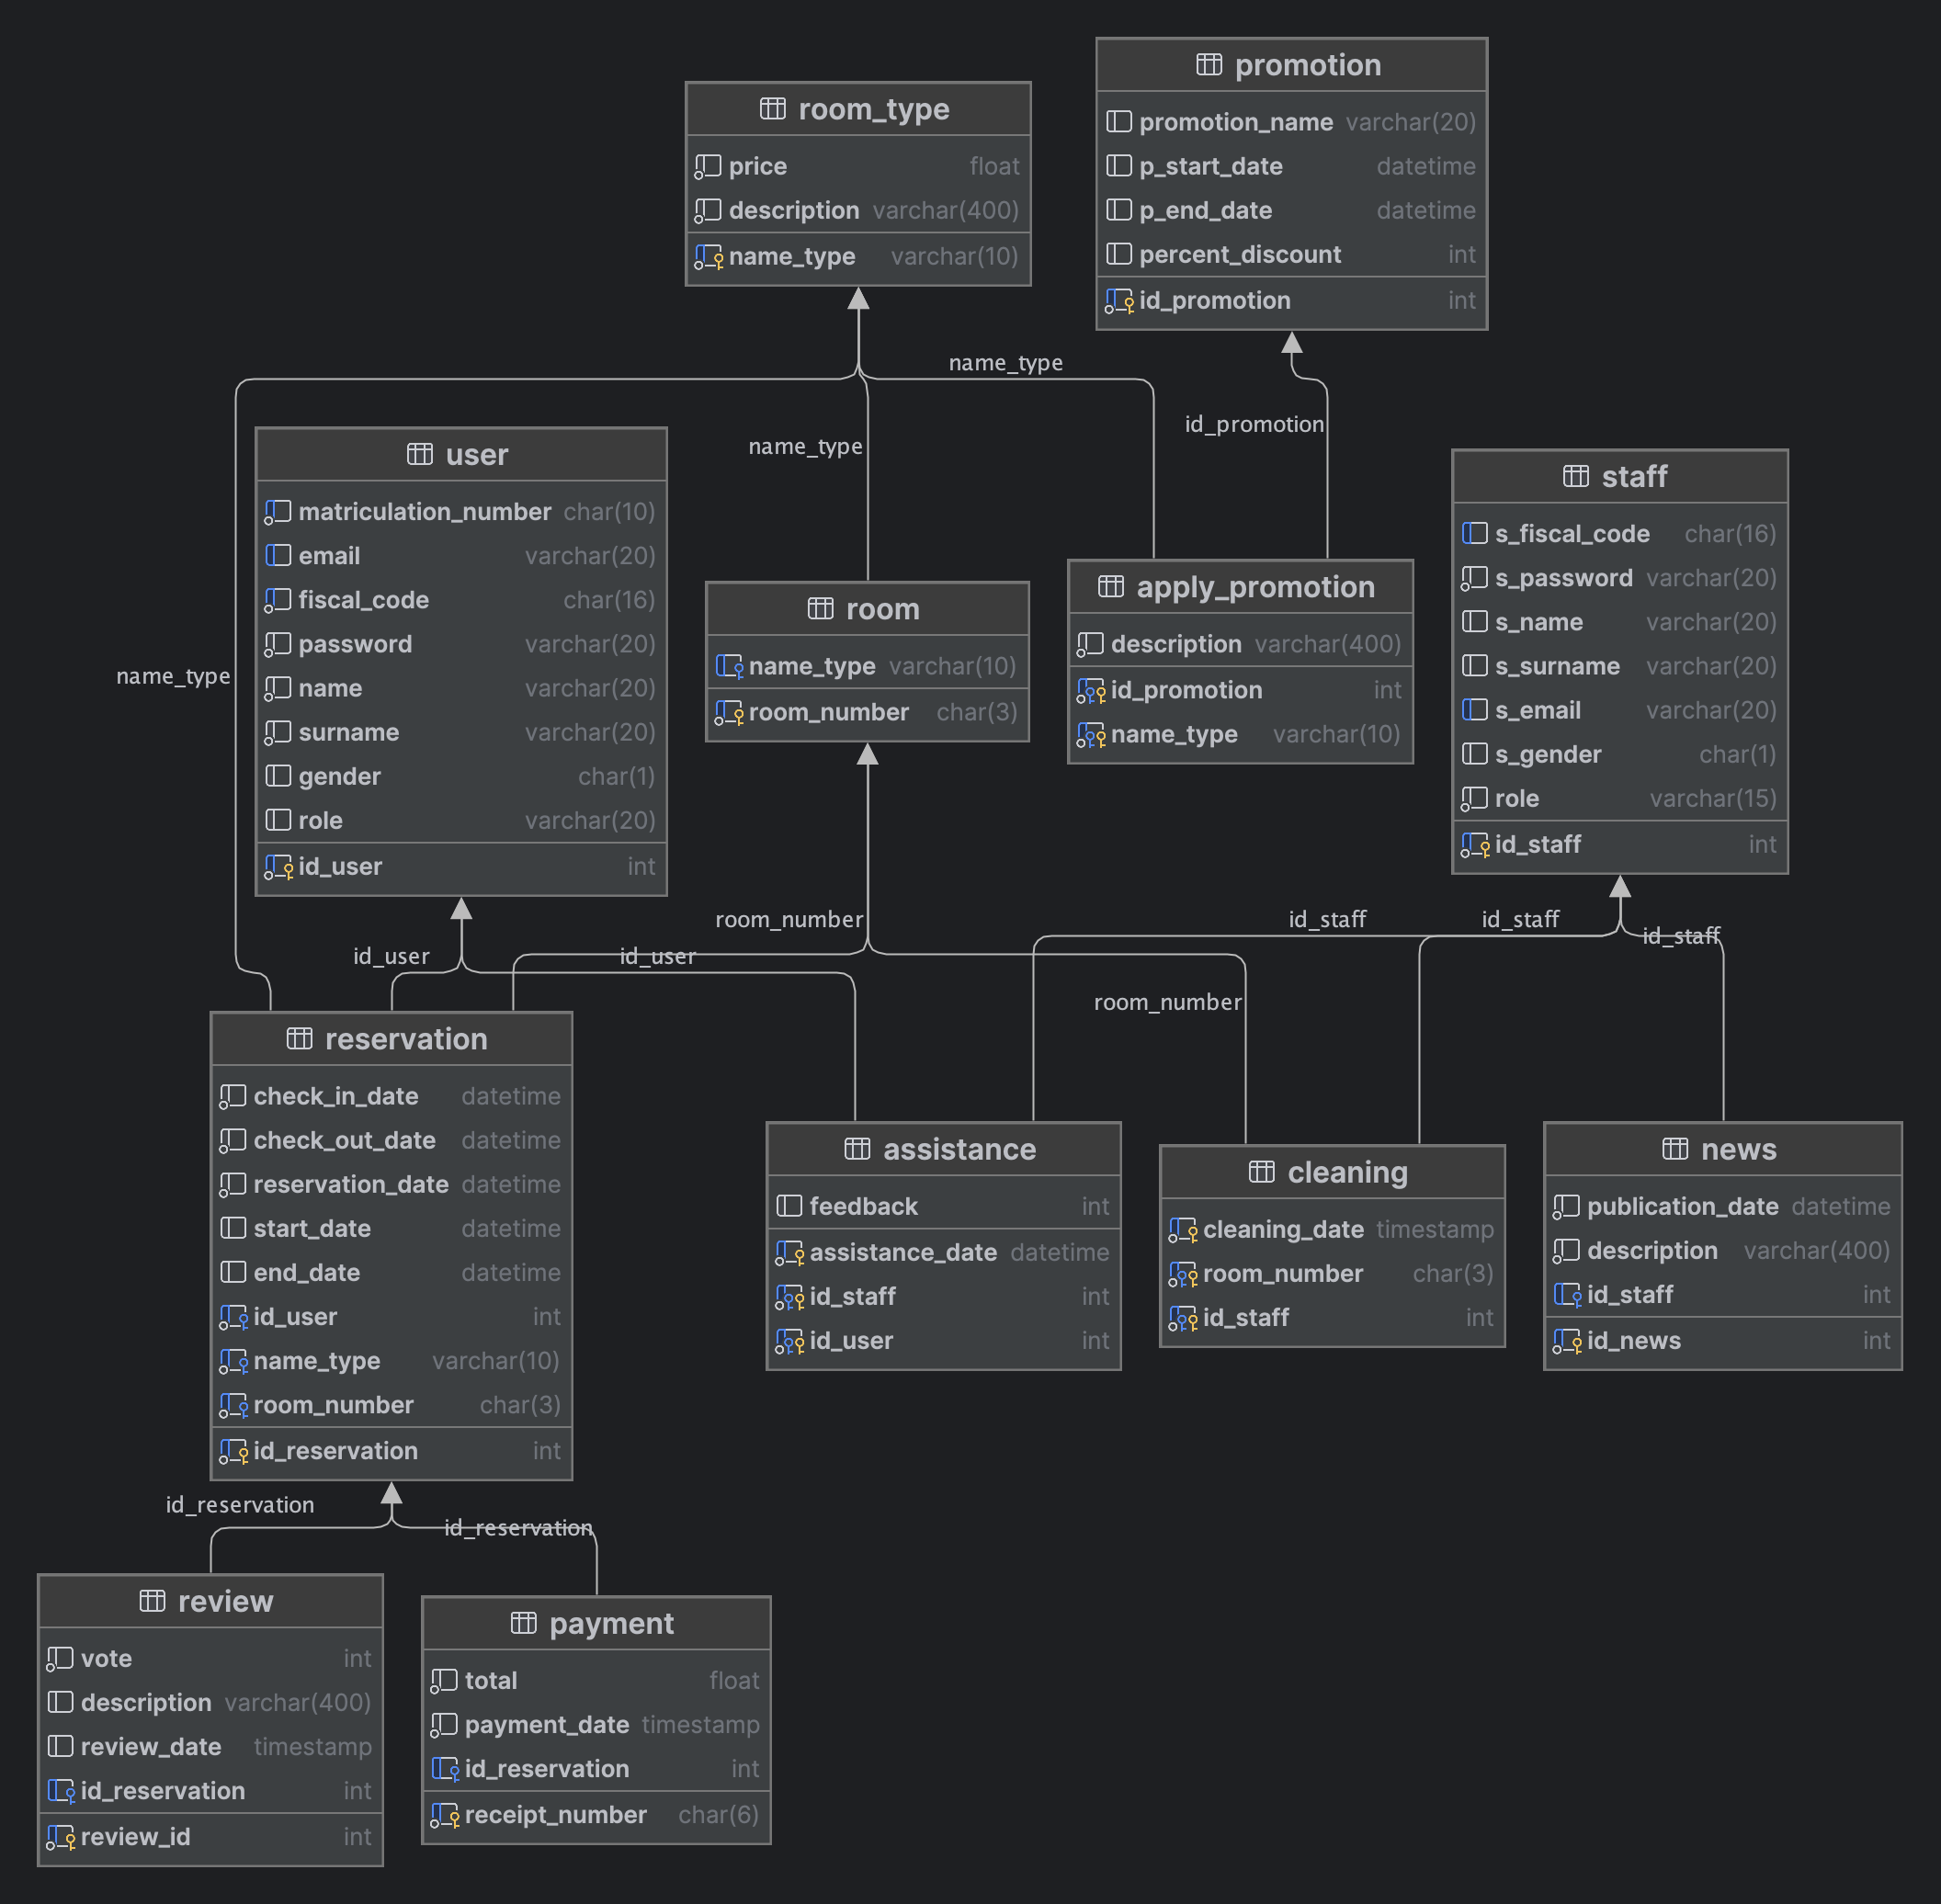 promotion
promotion_name varchar(20)
p_start_date datetime
p_end_date datetime
percent_discount int
id_promotion int
room_type
price float
description varchar(400)
name_type varchar(10)
name_type
id_promotion
name_type
name_type
user
matriculation_number char(10)
email varchar(20)
fiscal_code char(16)
password varchar(20)
name varchar(20)
surname varchar(20)
gender char(1)
role varchar(20)
id_user int
room
name_type varchar(10)
room_number char(3)
apply_promotion
description varchar(400)
id_promotion int
name_type varchar(10)
staff
s_fiscal_code char(16)
s_password varchar(20)
s_name varchar(20)
s_surname varchar(20)
s_email varchar(20)
s_gender char(1)
role varchar(15)
id_staff int
room_number
id_staff
id_staff
id_staff
id_user
id_user
room_number
reservation
check_in_date datetime
check_out_date datetime
reservation_date datetime
start_date datetime
end_date datetime
id_user int
name_type varchar(10)
room_number char(3)
id_reservation int
assistance
feedback int
assistance_date datetime
id_staff int
id_user int
cleaning
cleaning_date timestamp
room_number char(3)
id_staff int
news
publication_date datetime
description varchar(400)
id_staff int
id_news int
id_reservation
id_reservation
review
vote int
description varchar(400)
review_date timestamp
id_reservation int
review_id int
payment
total float
payment_date timestamp
id_reservation int
receipt_number char(6)